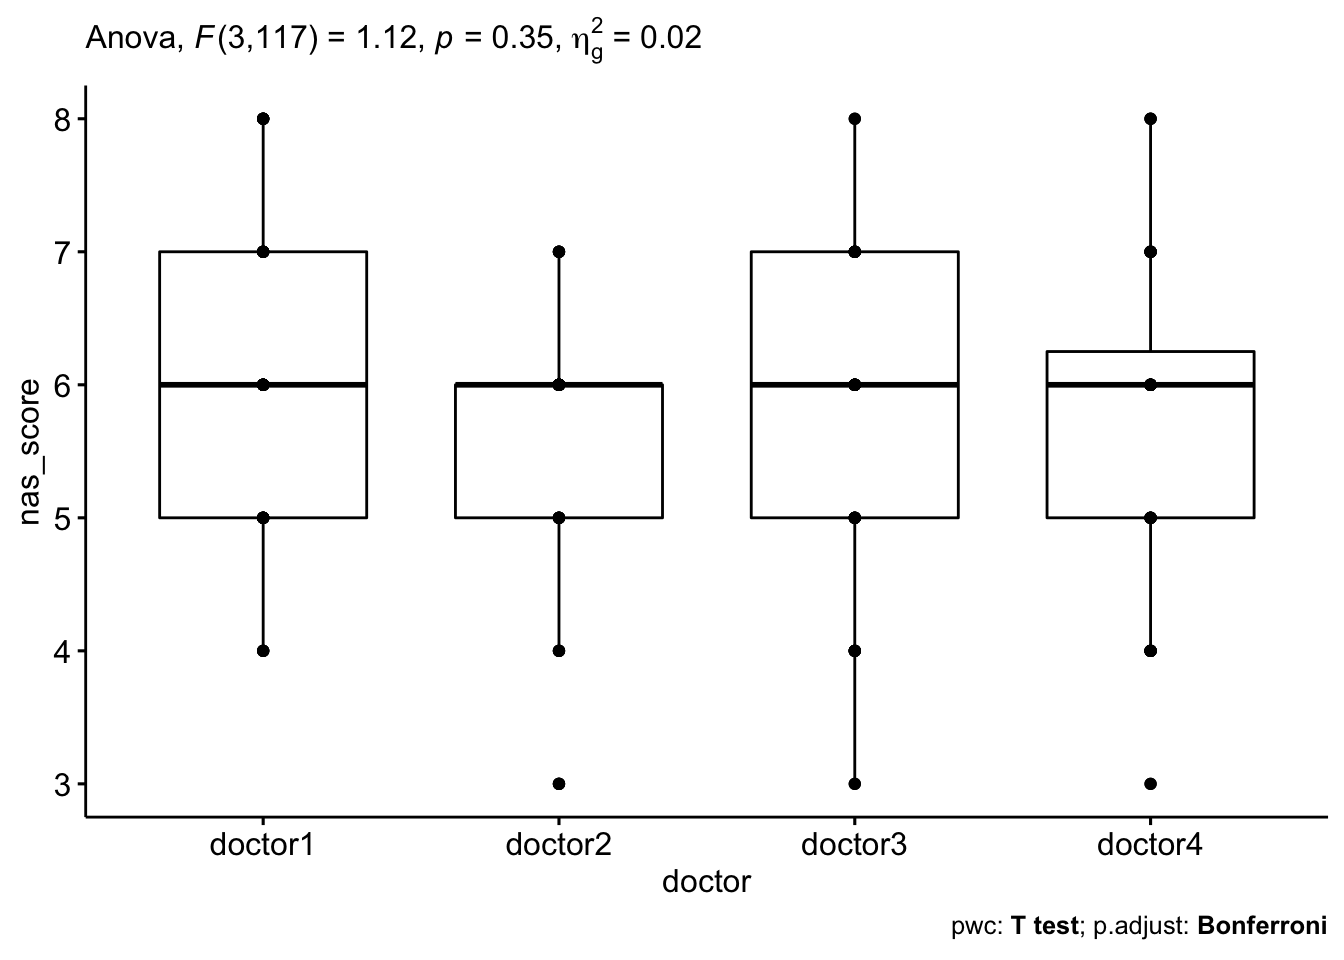 Anova, F(3,117) = 1.12, p = 0.35, η²g = 0.02
8
7
6
5
4
3
nas_score
doctor1 doctor2 doctor3 doctor4
doctor
pwc: T test; p.adjust: Bonferroni